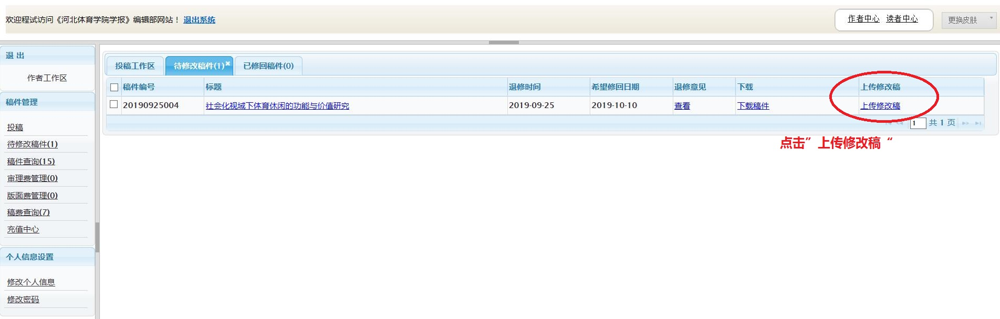 欢迎程试访问《河北体育学院学报》编辑部网站！ 退出系统
作者中心 读者中心
更换皮肤
退 出
作者工作区
稿件管理
投稿
待修改稿件(1)
稿件查询(15)
审理费管理(0)
版面费管理(0)
稿费查询(7)
充值中心
个人信息设置
修改个人信息
修改密码
投稿工作区 待修改稿件(1) 已修回稿件(0)
稿件编号 标题 退修时间 希望修回日期 退修意见 下载 上传修改稿
20190925004 社会化视域下体育休闲的功能与价值研究 2019-09-25 2019-10-10 查看 下载稿件 上传修改稿
1 共 1 页
点击”上传修改稿“